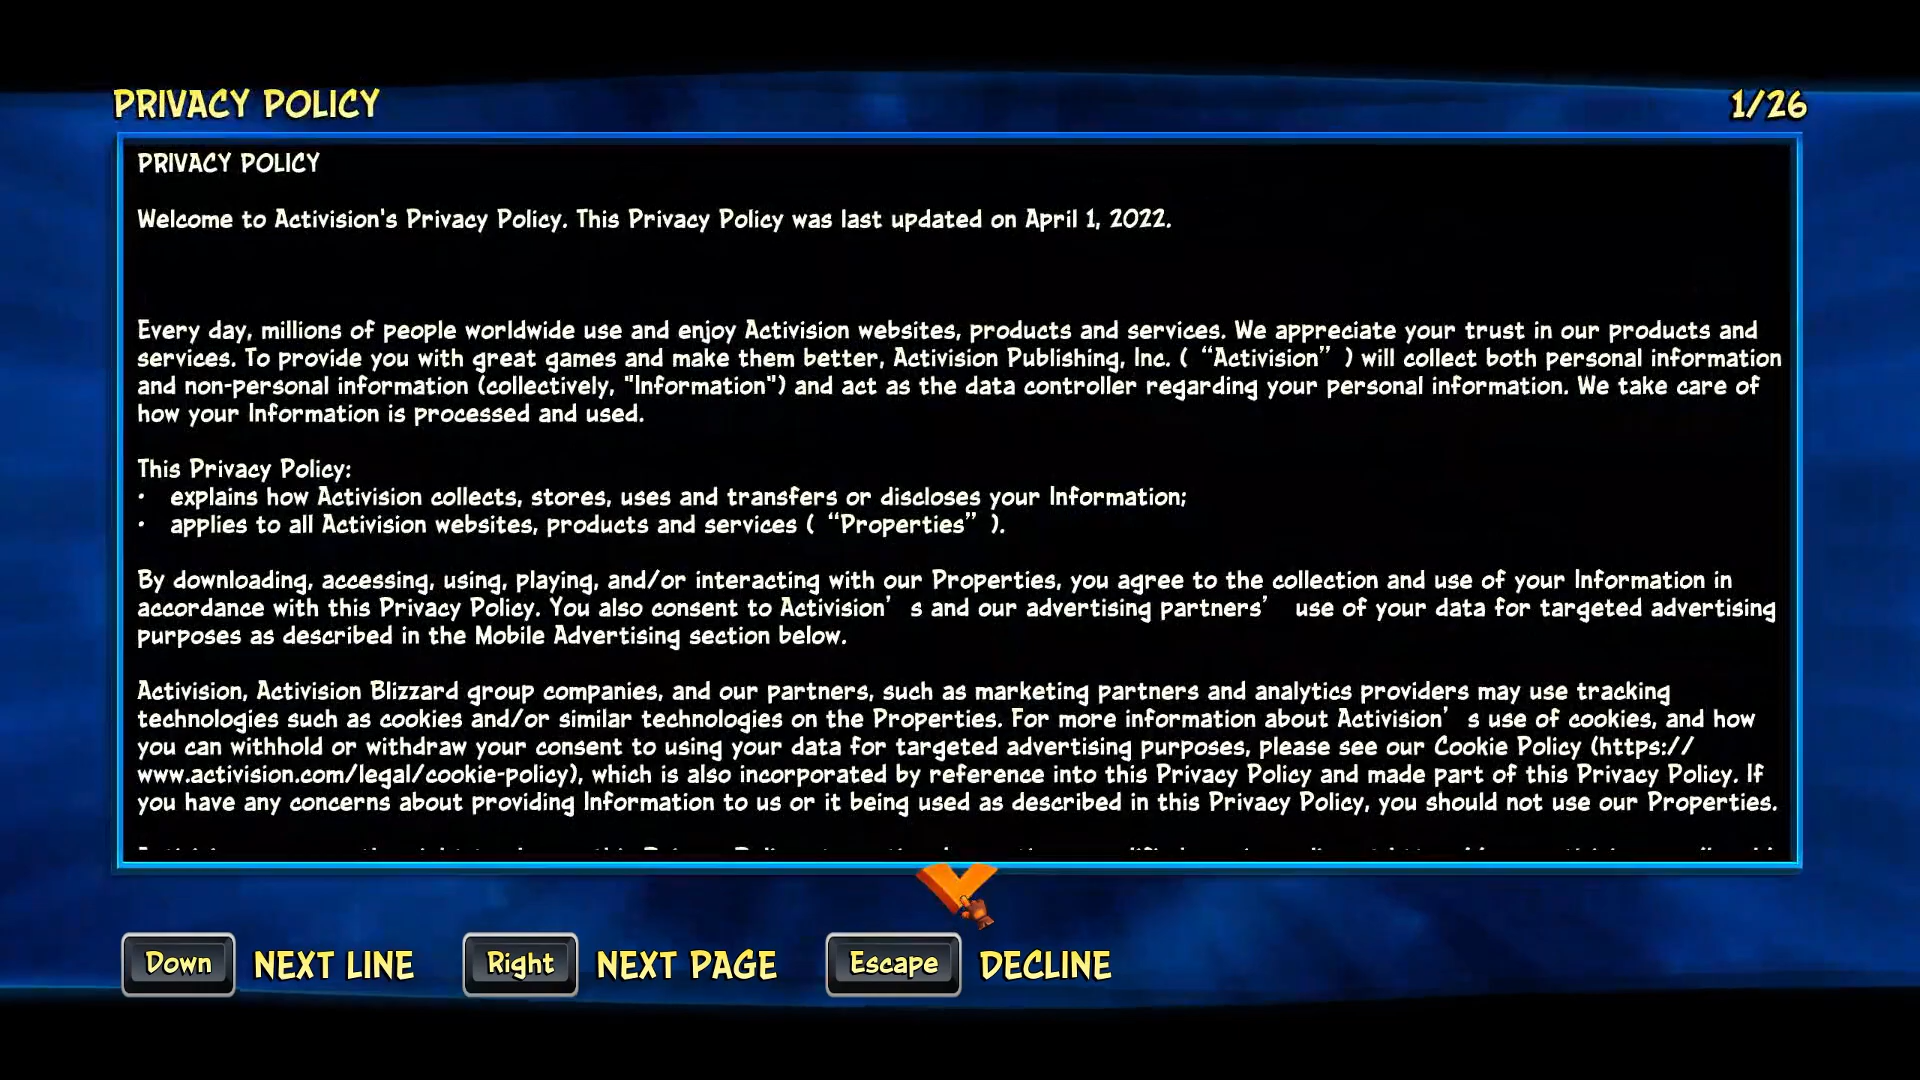 PRIVACY POLICY
1/26
PRIVACY POLICY
Welcome to Activision's Privacy Policy. This Privacy Policy was last updated on April 1, 2022.
Every day, millions of people worldwide use and enjoy Activision websites, products and services. We appreciate your trust in our products and
services. To provide you with great games and make them better, Activision Publishing, Inc. ( “Activision” ) will collect both personal information
and non-personal information (collectively, "Information") and act as the data controller regarding your personal information. We take care of
how your Information is processed and used.
This Privacy Policy:
• explains how Activision collects, stores, uses and transfers or discloses your Information;
• applies to all Activision websites, products and services ( “Properties” ).
By downloading, accessing, using, playing, and/or interacting with our Properties, you agree to the collection and use of your Information in
accordance with this Privacy Policy. You also consent to Activision’ s and our advertising partners’ use of your data for targeted advertising
purposes as described in the Mobile Advertising section below.
Activision, Activision Blizzard group companies, and our partners, such as marketing partners and analytics providers may use tracking
technologies such as cookies and/or similar technologies on the Properties. For more information about Activision’ s use of cookies, and how
you can withhold or withdraw your consent to using your data for targeted advertising purposes, please see our Cookie Policy (https://
www.activision.com/legal/cookie-policy), which is also incorporated by reference into this Privacy Policy and made part of this Privacy Policy. If
you have any concerns about providing Information to us or it being used as described in this Privacy Policy, you should not use our Properties.
Down NEXT LINE Right NEXT PAGE Escape DECLINE